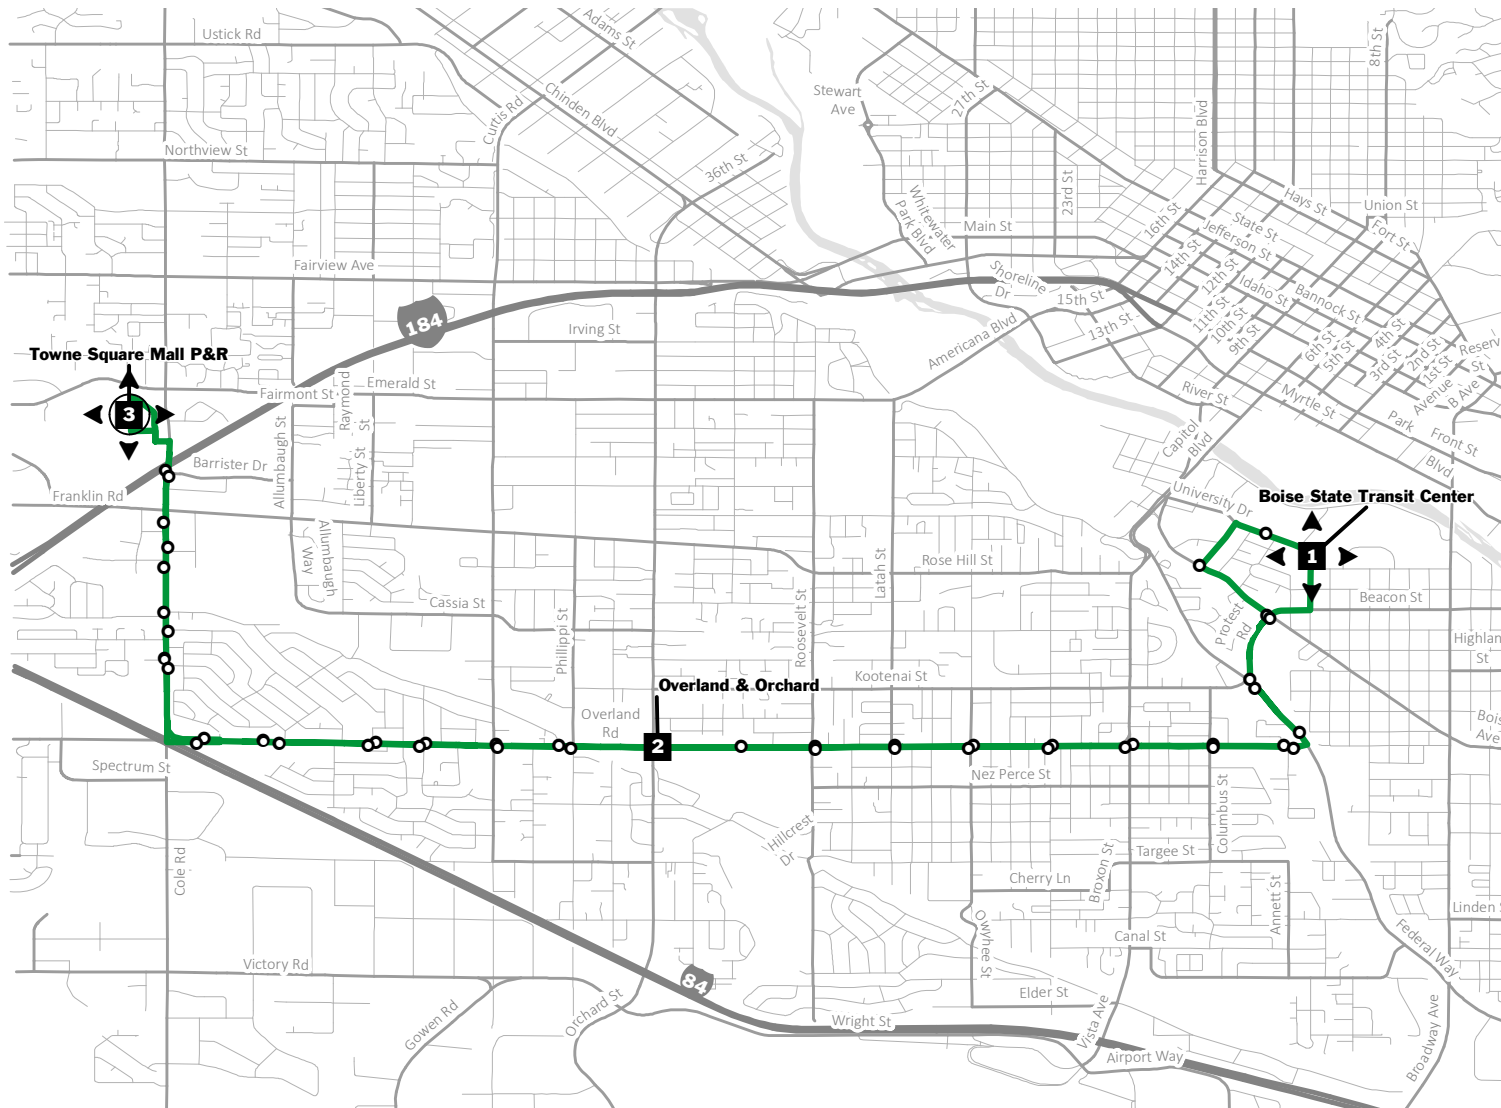 Ustick Rd
Adams St
8th St
Stewart
Ave
27th St
Chinden Blvd
Curtis Rd
Harrison Blvd
Northview St
36th St
23rd St
Whitewater
Park Blvd
Hays St
Union St
16th St
State St
Fort St
Main St
Jefferson St
14th St
Fairview Ave
Shoreline
Dr
12th St
Idaho St
Bannock St
15th St
184
Irving St
Americana Blvd
13th St
11th St
10th St
9th St
6th St
5th St
4th St
3rd St
2nd St
1st St
Reserv
St
Towne Square Mall P&R
Emerald St
Fairmont St
Raymond
St
River St
Myrtle St
Avenue
B Ave
3
Park
Blvd
Front St
Capitol
Blvd
Allumbaugh St
Liberty St
Barrister Dr
Franklin Rd
University Dr
Boise State Transit Center
1
Allumbaugh
Way
Latah St
Rose Hill St
Cassia St
Phillippi St
Roosevelt St
Beacon St
Protest
Rd
Highlan
St
Kootenai St
Overland & Orchard
Overland
Rd
2
Bois
Ave
Spectrum St
Nez Perce St
Columbus St
Hillcrest
Dr
Cole Rd
Targee St
Cherry Ln
Broxon St
Annett St
Linden S
Owyhee St
Canal St
Federal Way
Victory Rd
84
Elder St
Orchard St
Gowen Rd
Wright St
Vista Ave
Airport Way
Broadway Ave